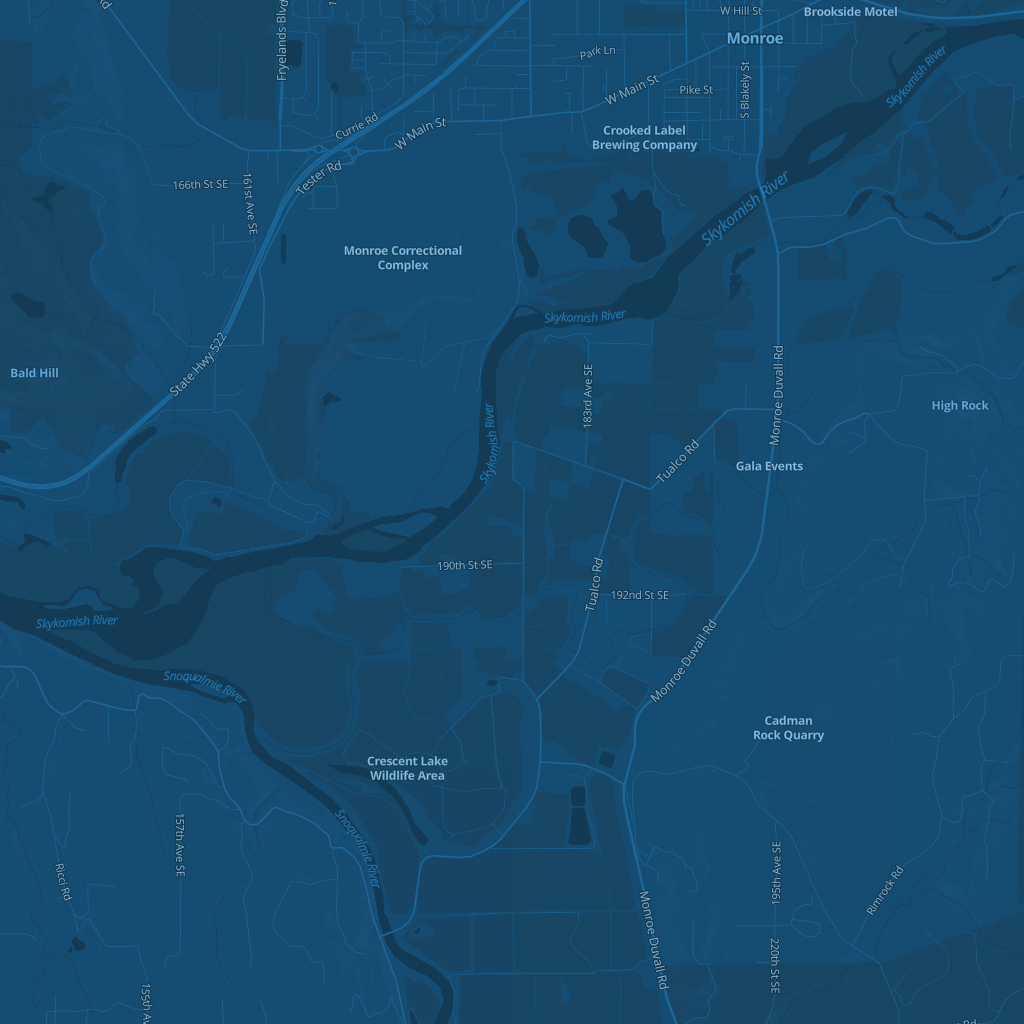 W Hill St
Brookside Motel
Fryelands Blvd
Monroe
Park Ln
Skykomish River
S Blakely St
W Main St
Pike St
Currie Rd
W Main St
Crooked Label
Brewing Company
Tester Rd
166th St SE
161st Ave SE
Skykomish River
Monroe Correctional
Complex
Skykomish River
State Hwy 522
Bald Hill
183rd Ave SE
Monroe Duvall Rd
High Rock
Skykomish River
Tualco Rd
Gala Events
190th St SE
Tualco Rd
192nd St SE
Skykomish River
Monroe Duvall Rd
Snoqualmie River
Cadman
Rock Quarry
Crescent Lake
Wildlife Area
157th Ave SE
Snoqualmie River
195th Ave SE
Ricci Rd
Rimrock Rd
Monroe Duvall Rd
220th St SE
155th Av